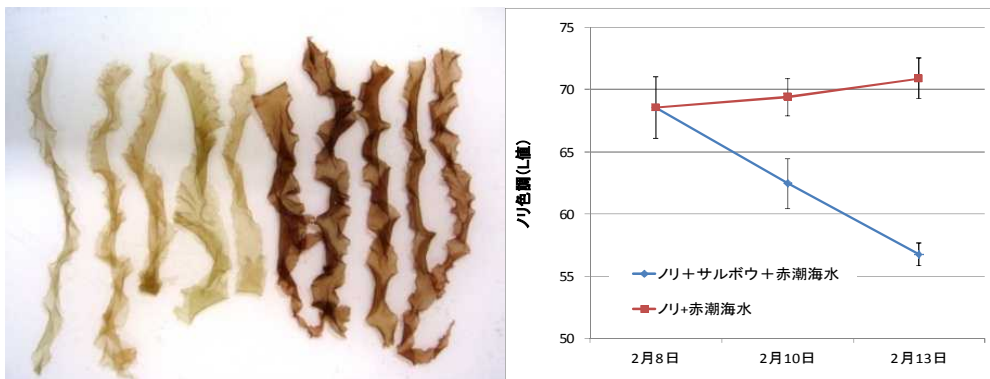 75
70
65
60
55
50
ノリ色調(L値)
ノリ+サルボウ+赤潮海水
ノリ+赤潮海水
2月8日
2月10日
2月13日